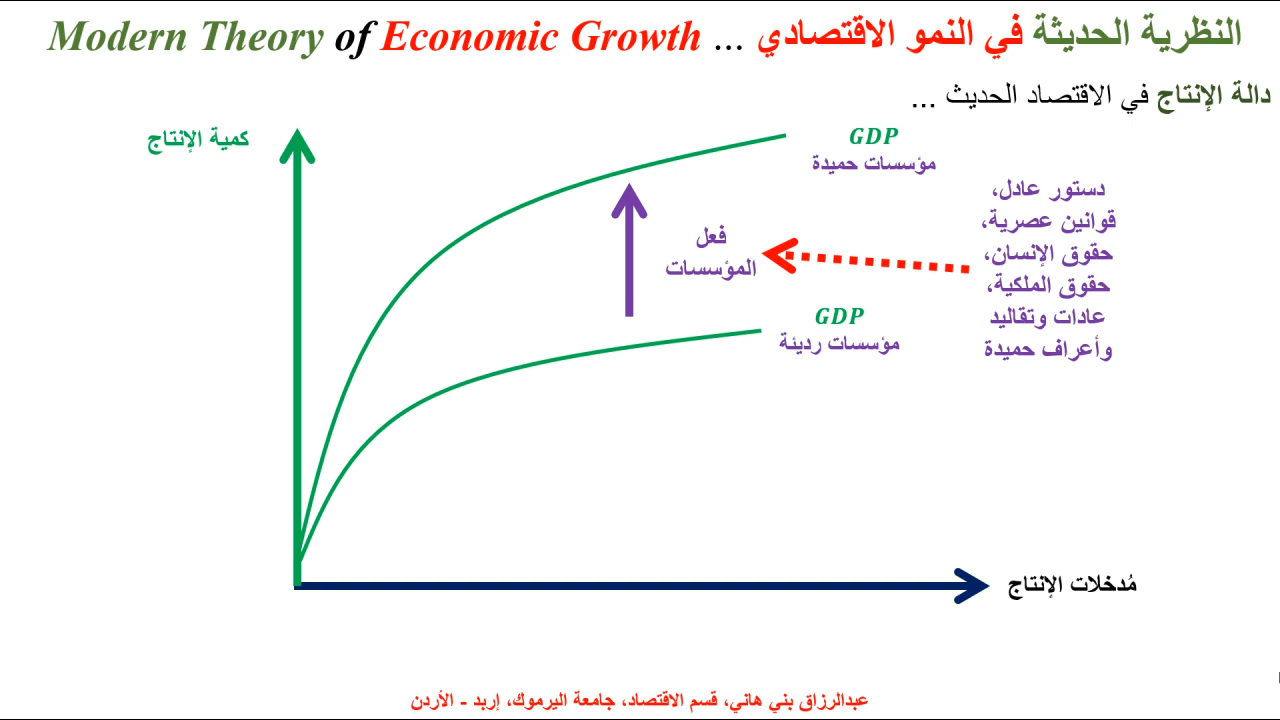 النظرية الحديثة في النمو الاقتصادي ... Modern Theory of Economic Growth
دالة الإنتاج في الاقتصاد الحديث ...
كمية الإنتاج
GDP
مؤسسات حميدة
دستور عادل،
قوانين عصرية،
حقوق الإنسان،
حقوق الملكية،
عادات وتقاليد
وأعراف حميدة
فعل
المؤسسات
GDP
مؤسسات رديئة
مُدخلات الإنتاج
عبدالرزاق بني هاني، قسم الاقتصاد، جامعة اليرموك، إربد - الأردن